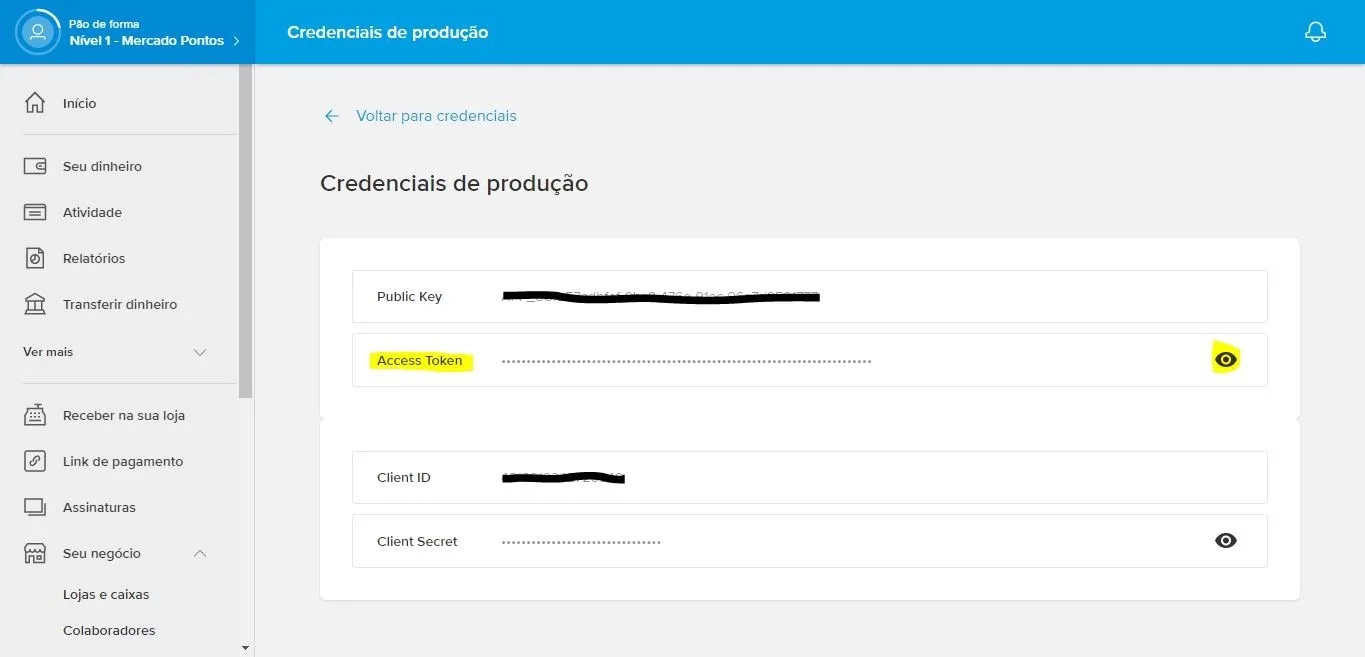 Pão de forma
Nível 1 - Mercado Pontos
Credenciais de produção
Início
Seu dinheiro
Atividade
Relatórios
Transferir dinheiro
Ver mais
Receber na sua loja
Link de pagamento
Assinaturas
Seu negócio
Lojas e caixas
Colaboradores
Voltar para credenciais
Credenciais de produção
Public Key
Access Token
Client ID
Client Secret